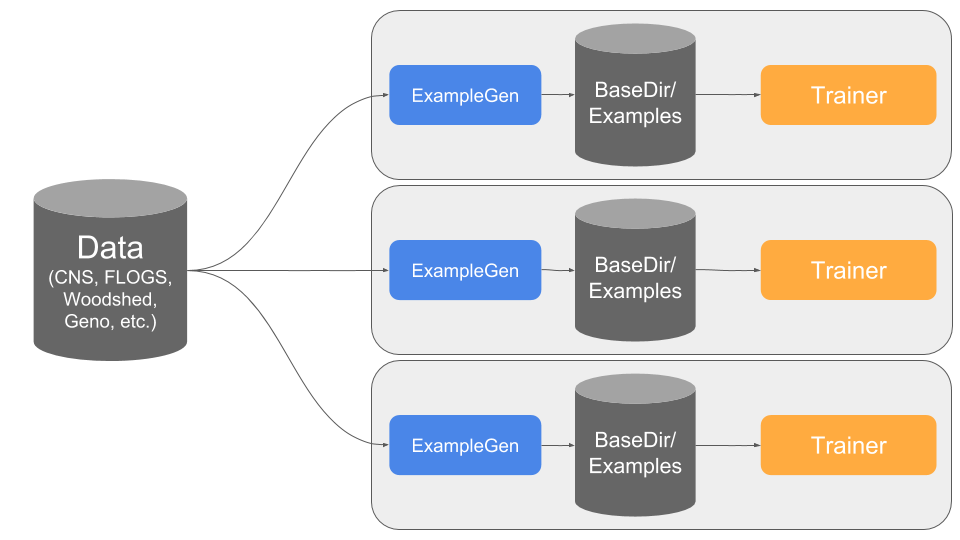 Data
(CNS, FLOGS,
Woodshed,
Geno, etc.)
ExampleGen
BaseDir/
Examples
Trainer
ExampleGen
BaseDir/
Examples
Trainer
ExampleGen
BaseDir/
Examples
Trainer